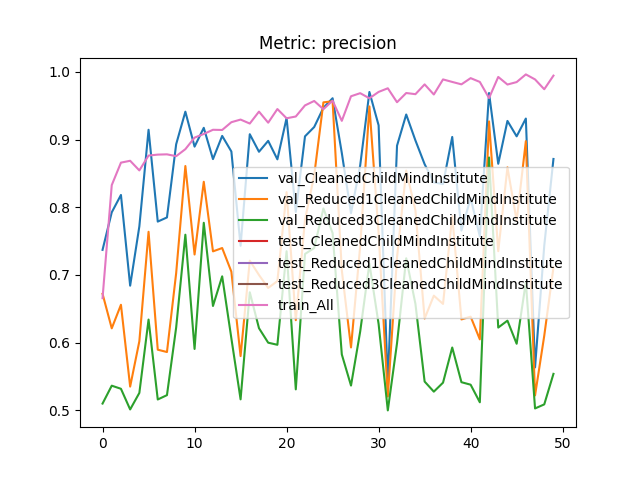 Metric: precision
1.0
0.9
0.8
0.7
0.6
0.5
val_CleanedChildMindInstitute
val_Reduced1CleanedChildMindInstitute
val_Reduced3CleanedChildMindInstitute
test_CleanedChildMindInstitute
test_Reduced1CleanedChildMindInstitute
test_Reduced3CleanedChildMindInstitute
train_All
0 10 20 30 40 50